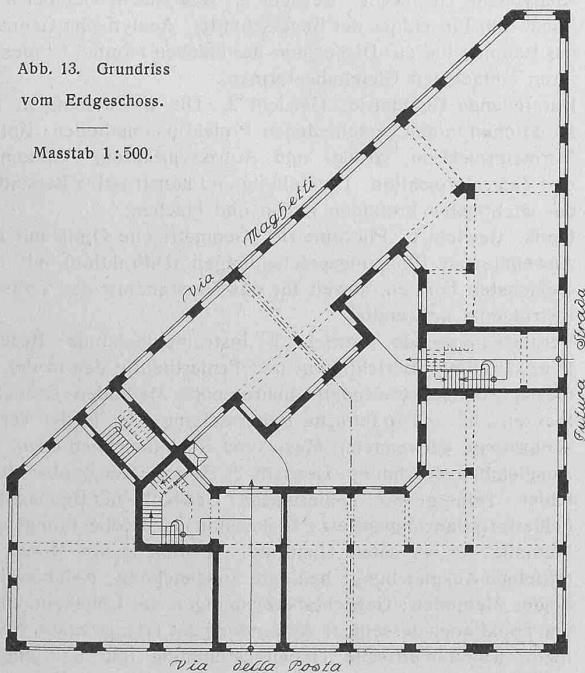 Abb. 13. Grundriss
vom Erdgeschoss.
Masstab 1 : 500.
Via Maghetti
Futura Strada
Via della Posta